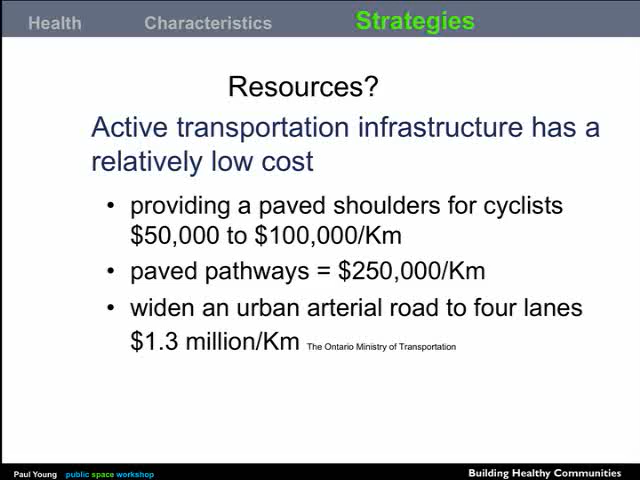 Health Characteristics Strategies
Resources?
Active transportation infrastructure has a
relatively low cost
• providing a paved shoulders for cyclists
$50,000 to $100,000/Km
• paved pathways = $250,000/Km
• widen an urban arterial road to four lanes
$1.3 million/Km The Ontario Ministry of Transportation
Paul Young public space workshop Building Healthy Communities